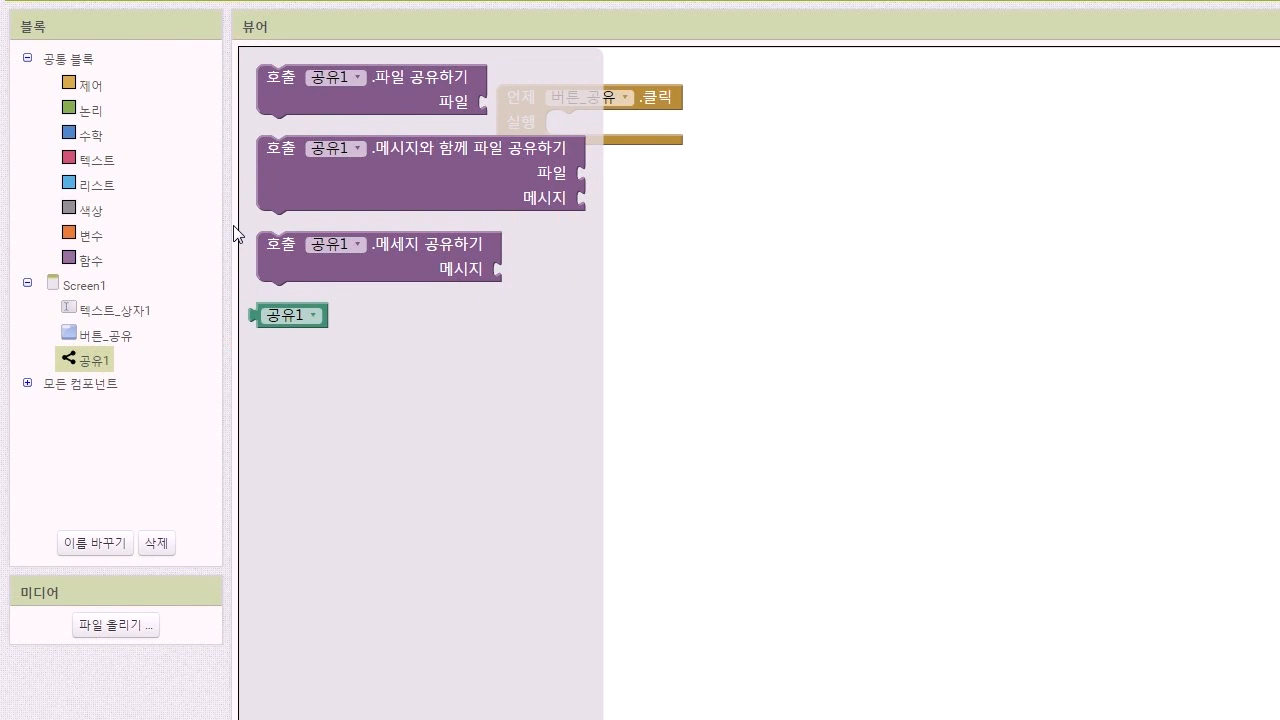 블록
공통 블록
제어
논리
수학
텍스트
리스트
색상
변수
함수
Screen1
텍스트_상자1
버튼_공유
공유1
모든 컴포넌트
이름 바꾸기
삭제
미디어
파일 올리기 ...
뷰어
호출 공유1 .파일 공유하기
파일
언제 버튼_공유 .클릭
실행
호출 공유1 .메시지와 함께 파일 공유하기
파일
메시지
호출 공유1 .메세지 공유하기
메시지
공유1